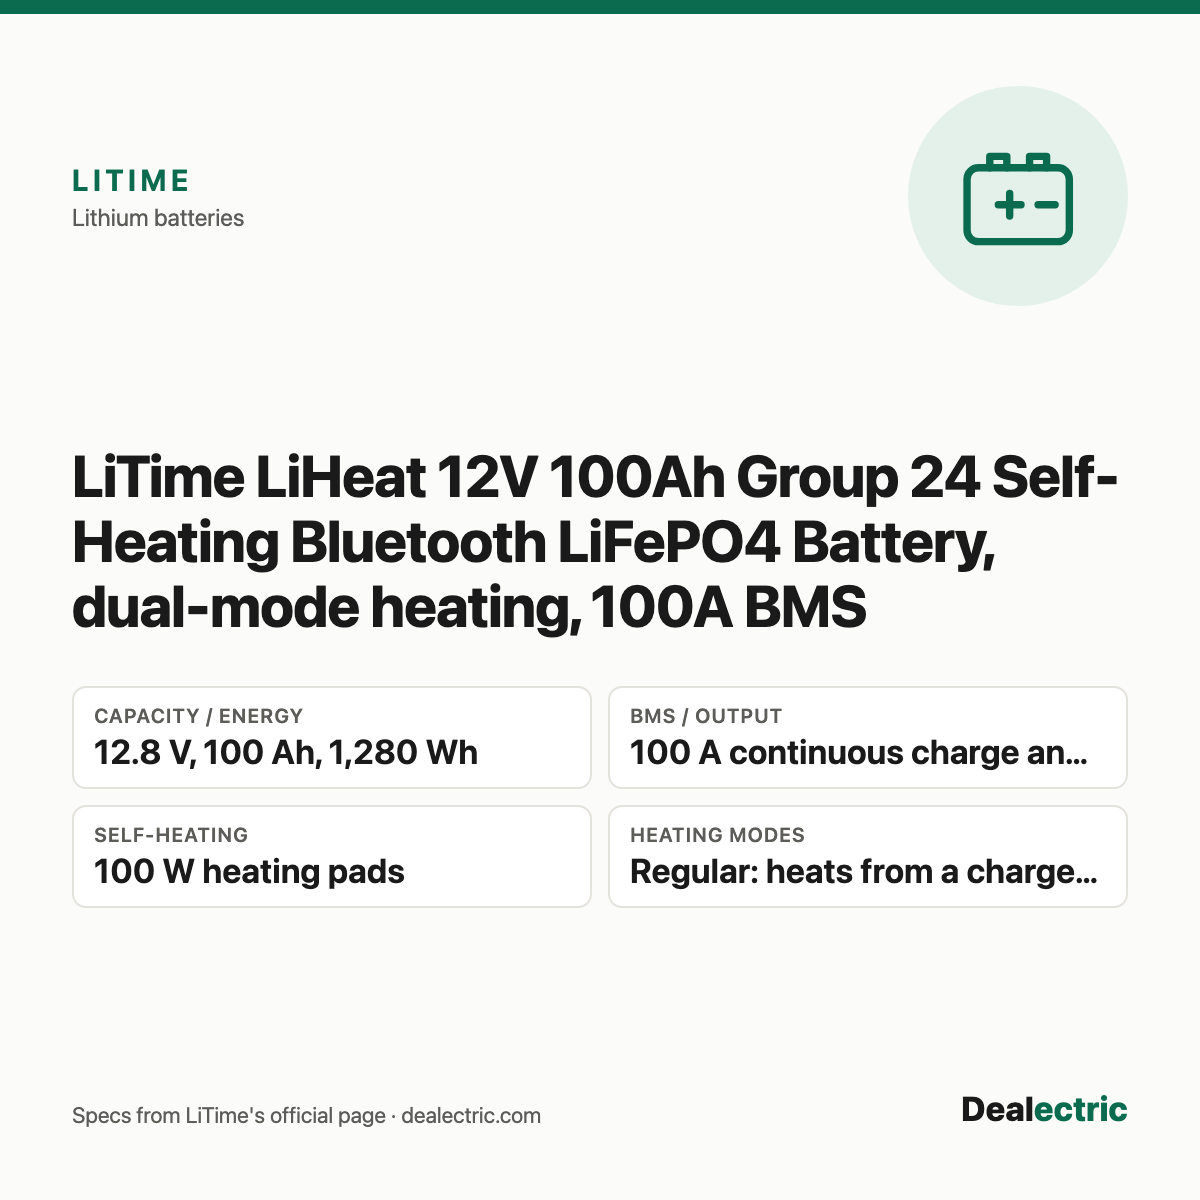 LITIME
Lithium batteries
LiTime LiHeat 12V 100Ah Group 24 Self-
Heating Bluetooth LiFePO4 Battery,
dual-mode heating, 100A BMS
CAPACITY / ENERGY
12.8 V, 100 Ah, 1,280 Wh
BMS / OUTPUT
100 A continuous charge an...
SELF-HEATING
100 W heating pads
HEATING MODES
Regular: heats from a charge...
Specs from LiTime's official page · dealectric.com
Dealectric